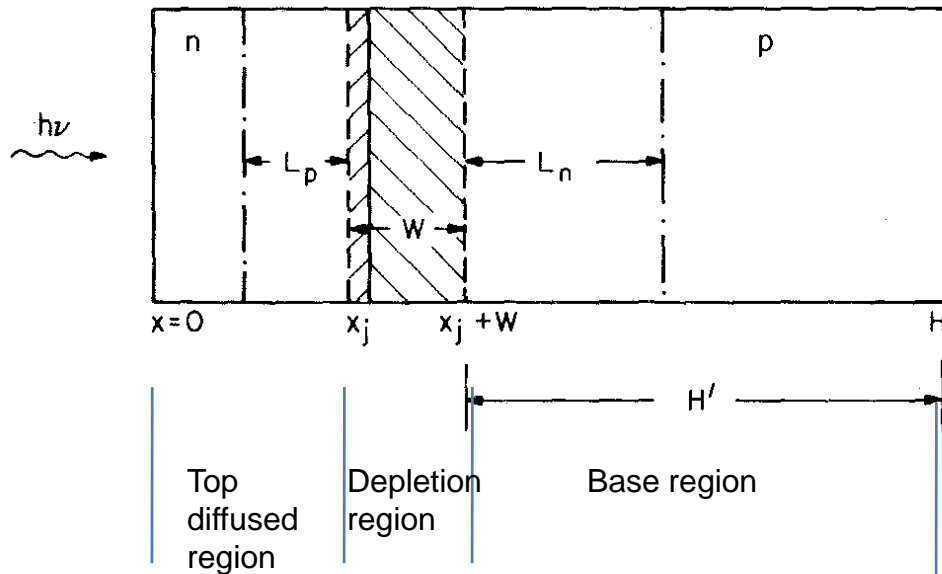 n
p
hν
L_p
L_n
W
x=0
x_j
x_j +W
H
H′
Top
diffused
region
Depletion
region
Base region